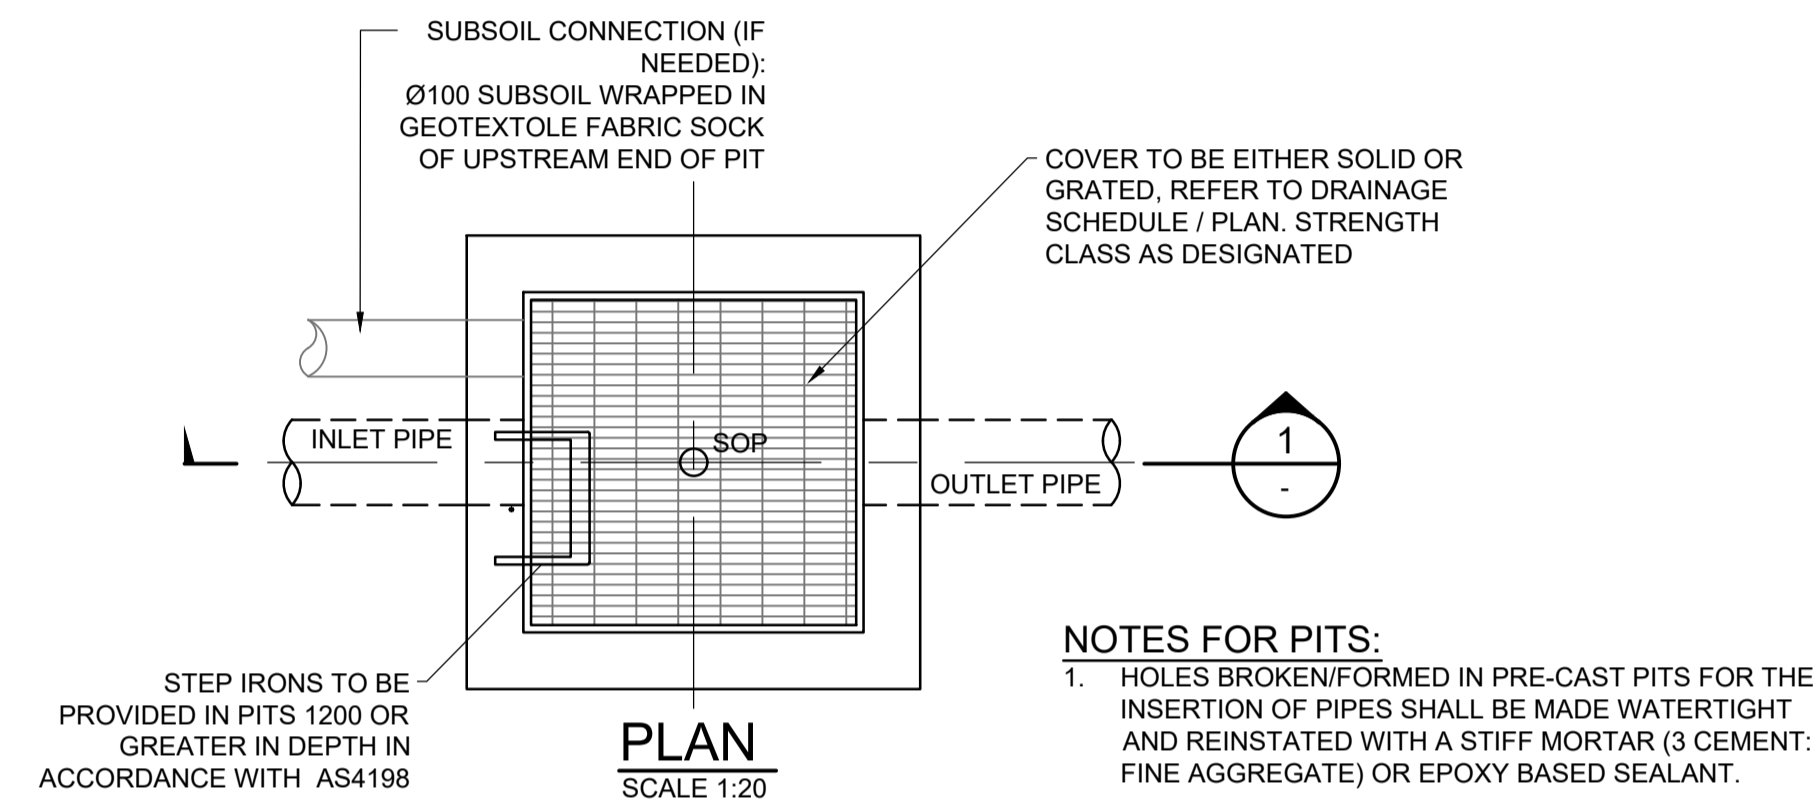 SUBSOIL CONNECTION (IF
NEEDED):
Ø100 SUBSOIL WRAPPED IN
GEOTEXTOLE FABRIC SOCK
OF UPSTREAM END OF PIT
COVER TO BE EITHER SOLID OR
GRATED, REFER TO DRAINAGE
SCHEDULE / PLAN. STRENGTH
CLASS AS DESIGNATED
INLET PIPE
SOP
OUTLET PIPE
1
-
STEP IRONS TO BE
PROVIDED IN PITS 1200 OR
GREATER IN DEPTH IN
ACCORDANCE WITH AS4198
PLAN
SCALE 1:20
NOTES FOR PITS:
1. HOLES BROKEN/FORMED IN PRE-CAST PITS FOR THE
INSERTION OF PIPES SHALL BE MADE WATERTIGHT
AND REINSTATED WITH A STIFF MORTAR (3 CEMENT:
FINE AGGREGATE) OR EPOXY BASED SEALANT.